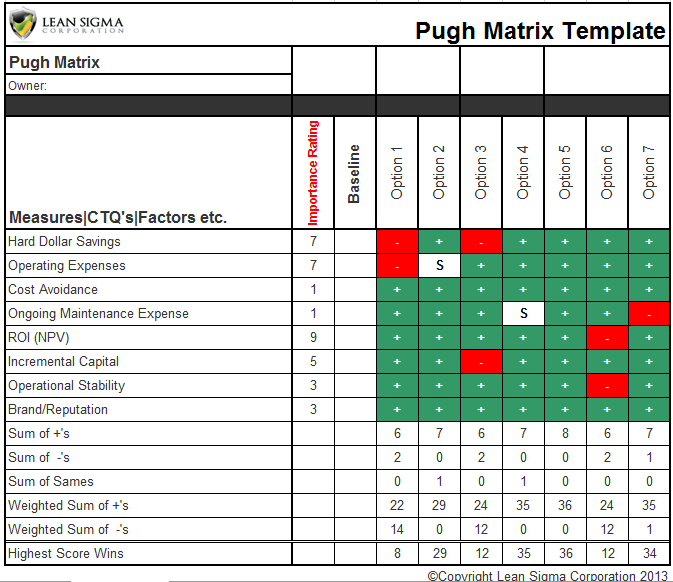 LEAN SIGMA
CORPORATION
Pugh Matrix Template
Pugh Matrix
Owner:
Measures|CTQ's|Factors etc. Importance Rating Baseline Option 1 Option 2 Option 3 Option 4 Option 5 Option 6 Option 7
Hard Dollar Savings 7 - + - + + + +
Operating Expenses 7 - S + + + + +
Cost Avoidance 1 + + + + + + +
Ongoing Maintenance Expense 1 + + + S + + -
ROI (NPV) 9 + + + + + - +
Incremental Capital 5 + + - + + + +
Operational Stability 3 + + + + + - +
Brand/Reputation 3 + + + + + + +
Sum of +'s 6 7 6 7 8 6 7
Sum of -'s 2 0 2 0 0 2 1
Sum of Sames 0 1 0 1 0 0 0
Weighted Sum of +'s 22 29 24 35 36 24 35
Weighted Sum of -'s 14 0 12 0 0 12 1
Highest Score Wins 8 29 12 35 36 12 34
©Copyright Lean Sigma Corporation 2013